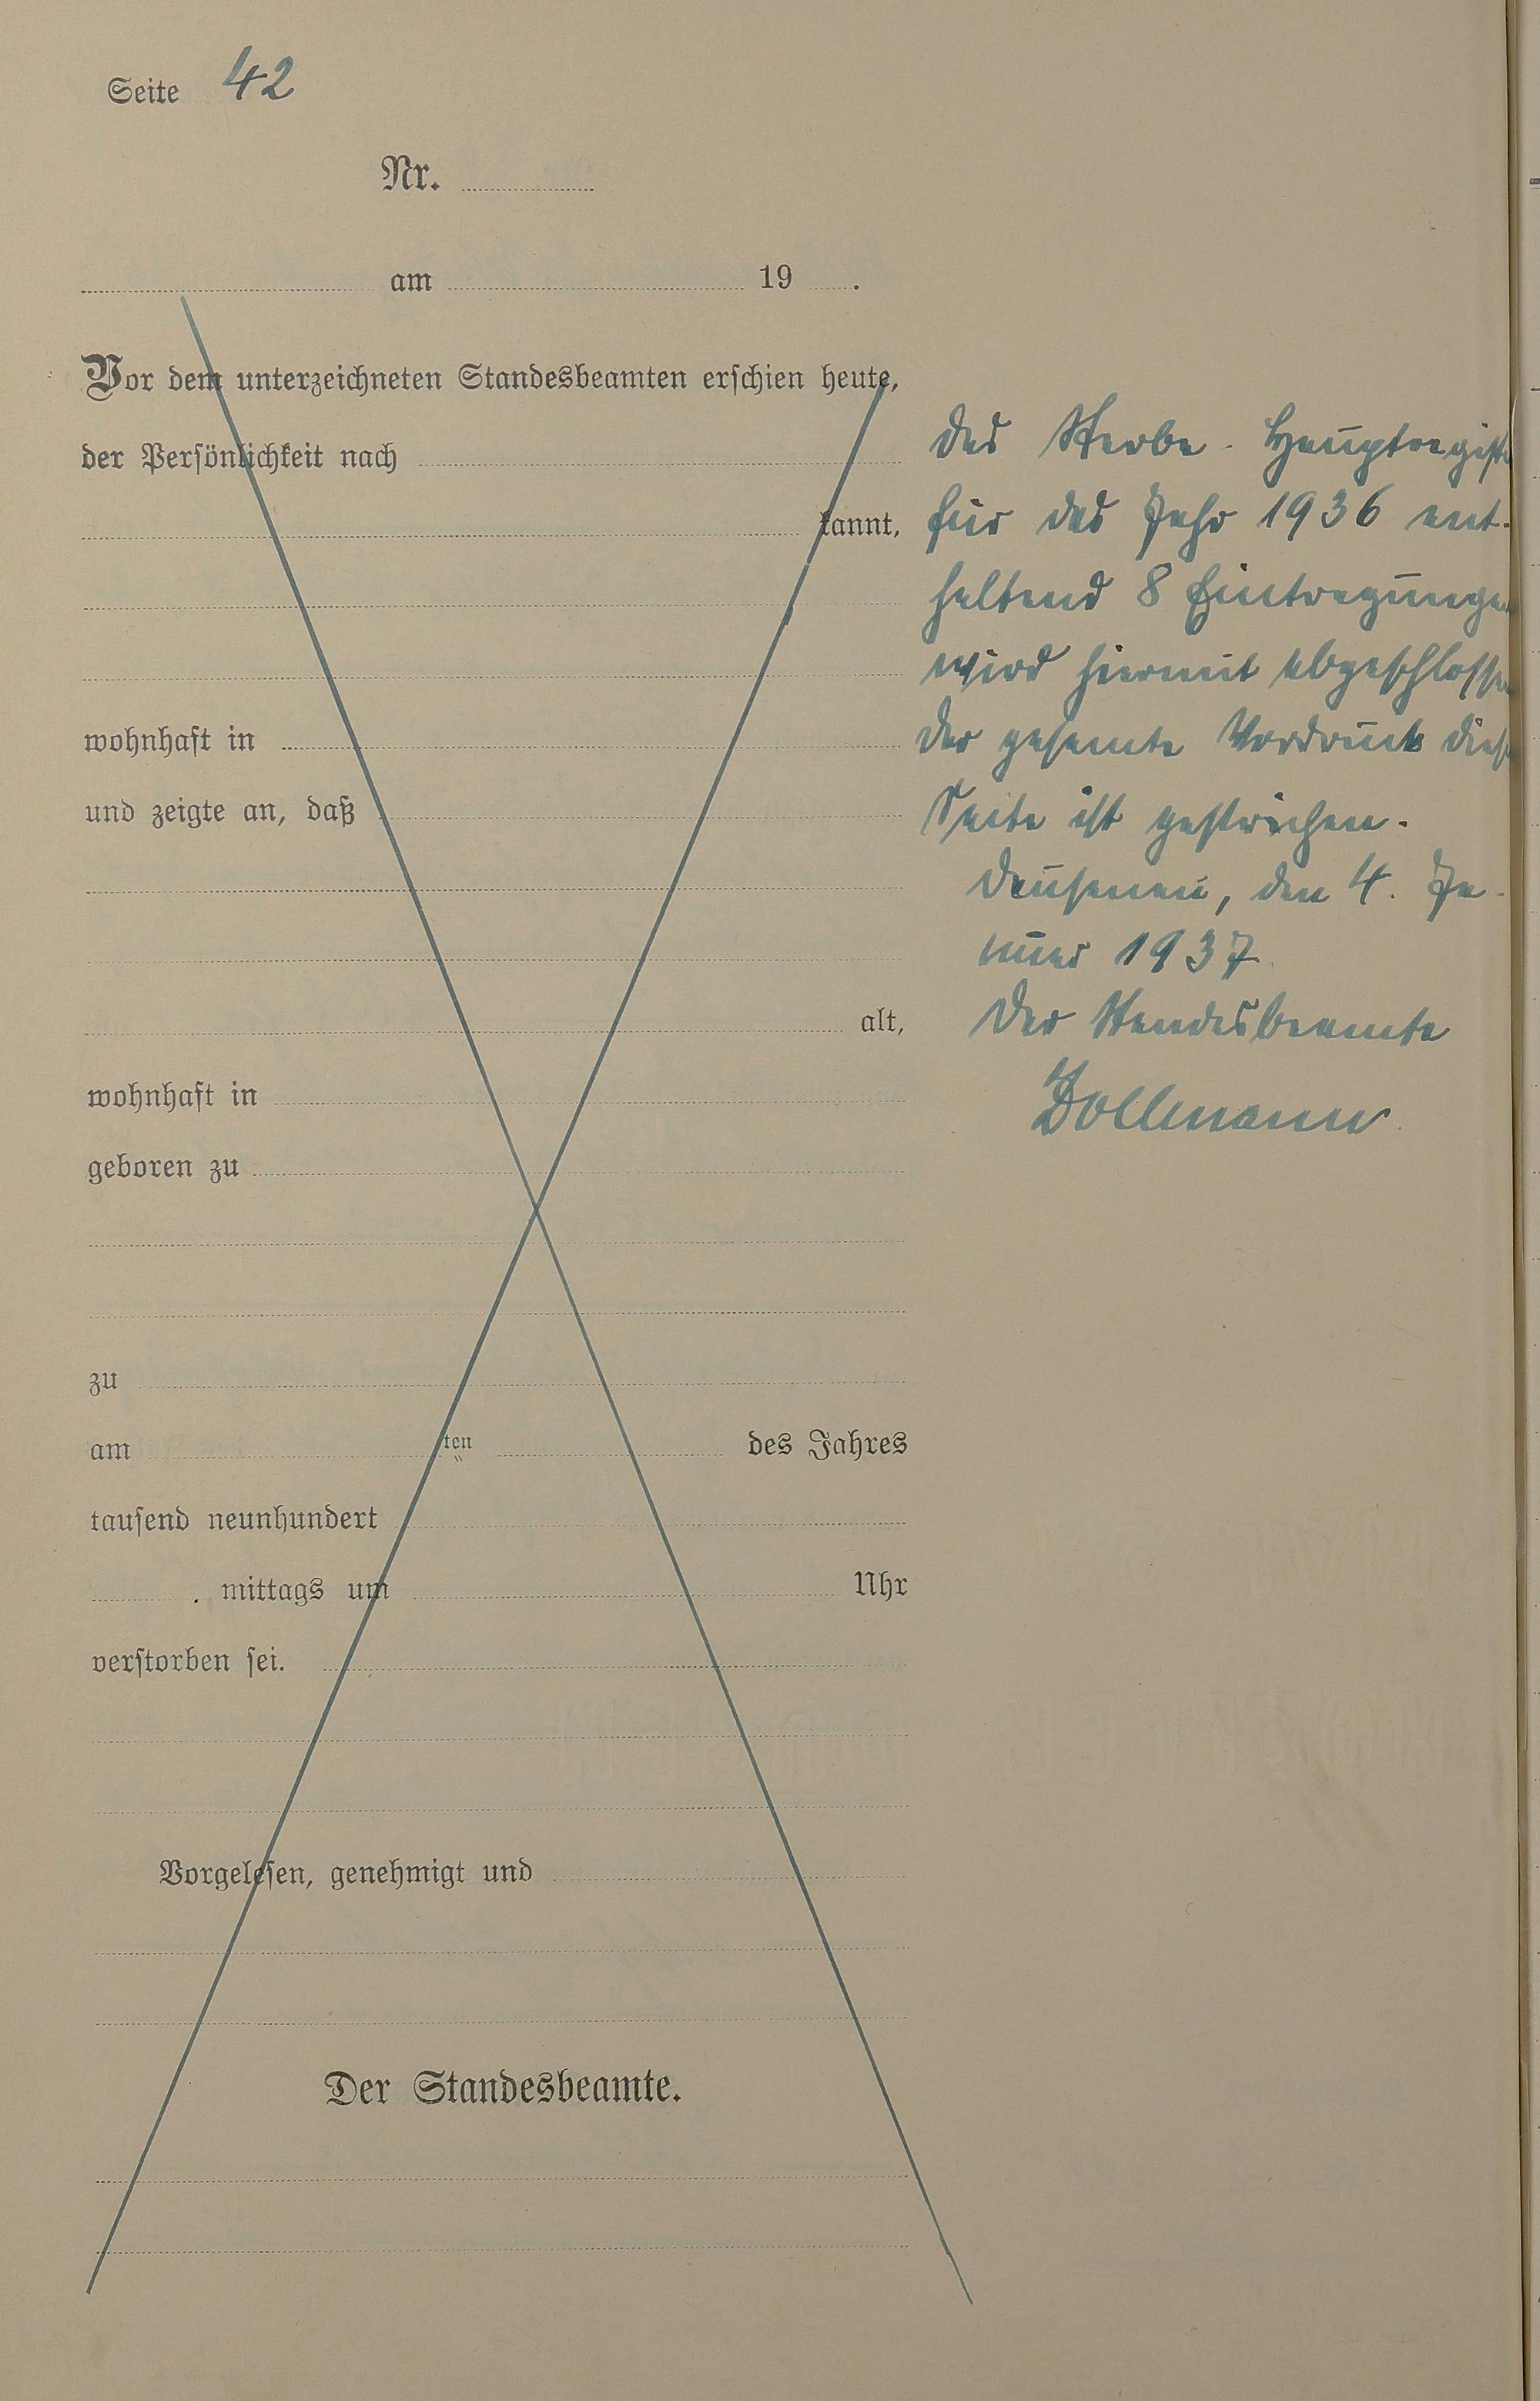 Seite 42
Nr.
am 19 .
Vor dem unterzeichneten Standesbeamten erschien heute,
der Persönlichkeit nach
kannt,
wohnhaft in
und zeigte an, daß
alt,
wohnhaft in
geboren zu
zu
am ten des Jahres
tausend neunhundert
. mittags um Uhr
verstorben sei.
Vorgelesen, genehmigt und
Der Standesbeamte.
Das Sterbe-Hauptregiste
für das Jahr 1936 ent-
haltend 8 Eintragungen
wird hiermit abgeschlossen
Der gesamte Vordruck diese
Seite ist gestrichen.
Dausenau, den 4. Ja-
nuar 1937.
Der Standesbeamte
Dollmann